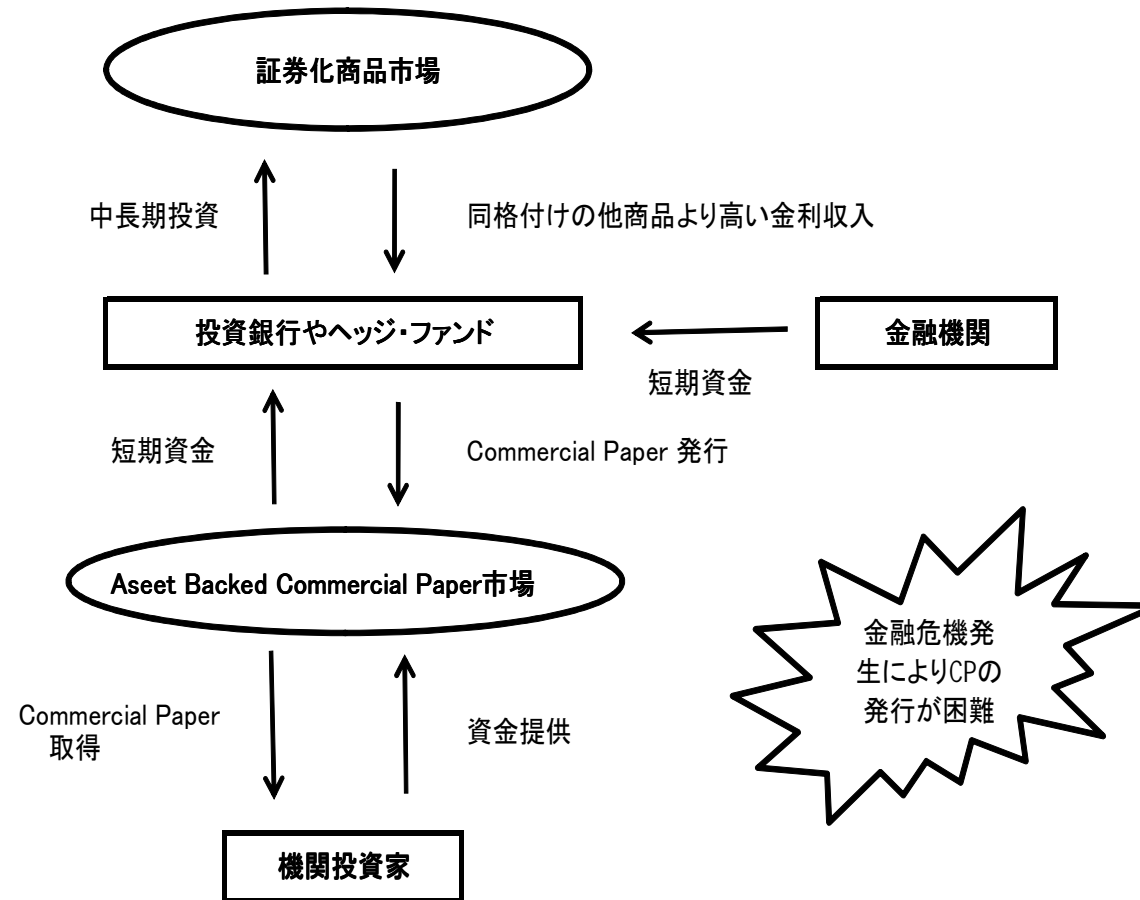 証券化商品市場
中長期投資
同格付けの他商品より高い金利収入
投資銀行やヘッジ・ファンド
金融機関
短期資金
短期資金
Commercial Paper 発行
Aseet Backed Commercial Paper市場
金融危機発
生によりCPの
発行が困難
Commercial Paper
取得
資金提供
機関投資家